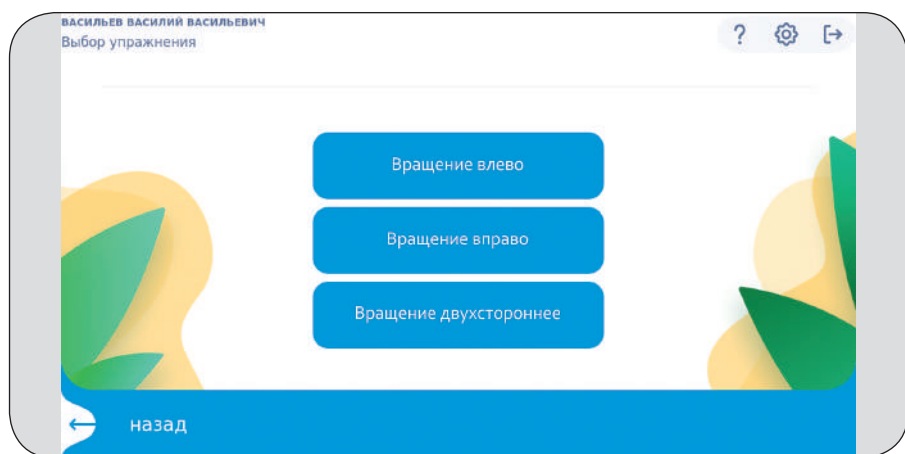 ВАСИЛЬЕВ ВАСИЛИЙ ВАСИЛЬЕВИЧ
Выбор упражнения
?
Вращение влево
Вращение вправо
Вращение двухстороннее
← назад